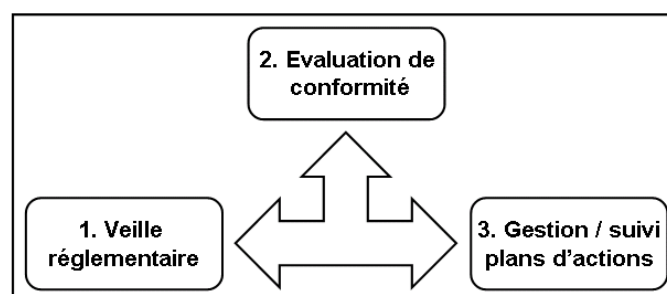 2. Evaluation de
conformité
1. Veille
réglementaire
3. Gestion / suivi
plans d'actions